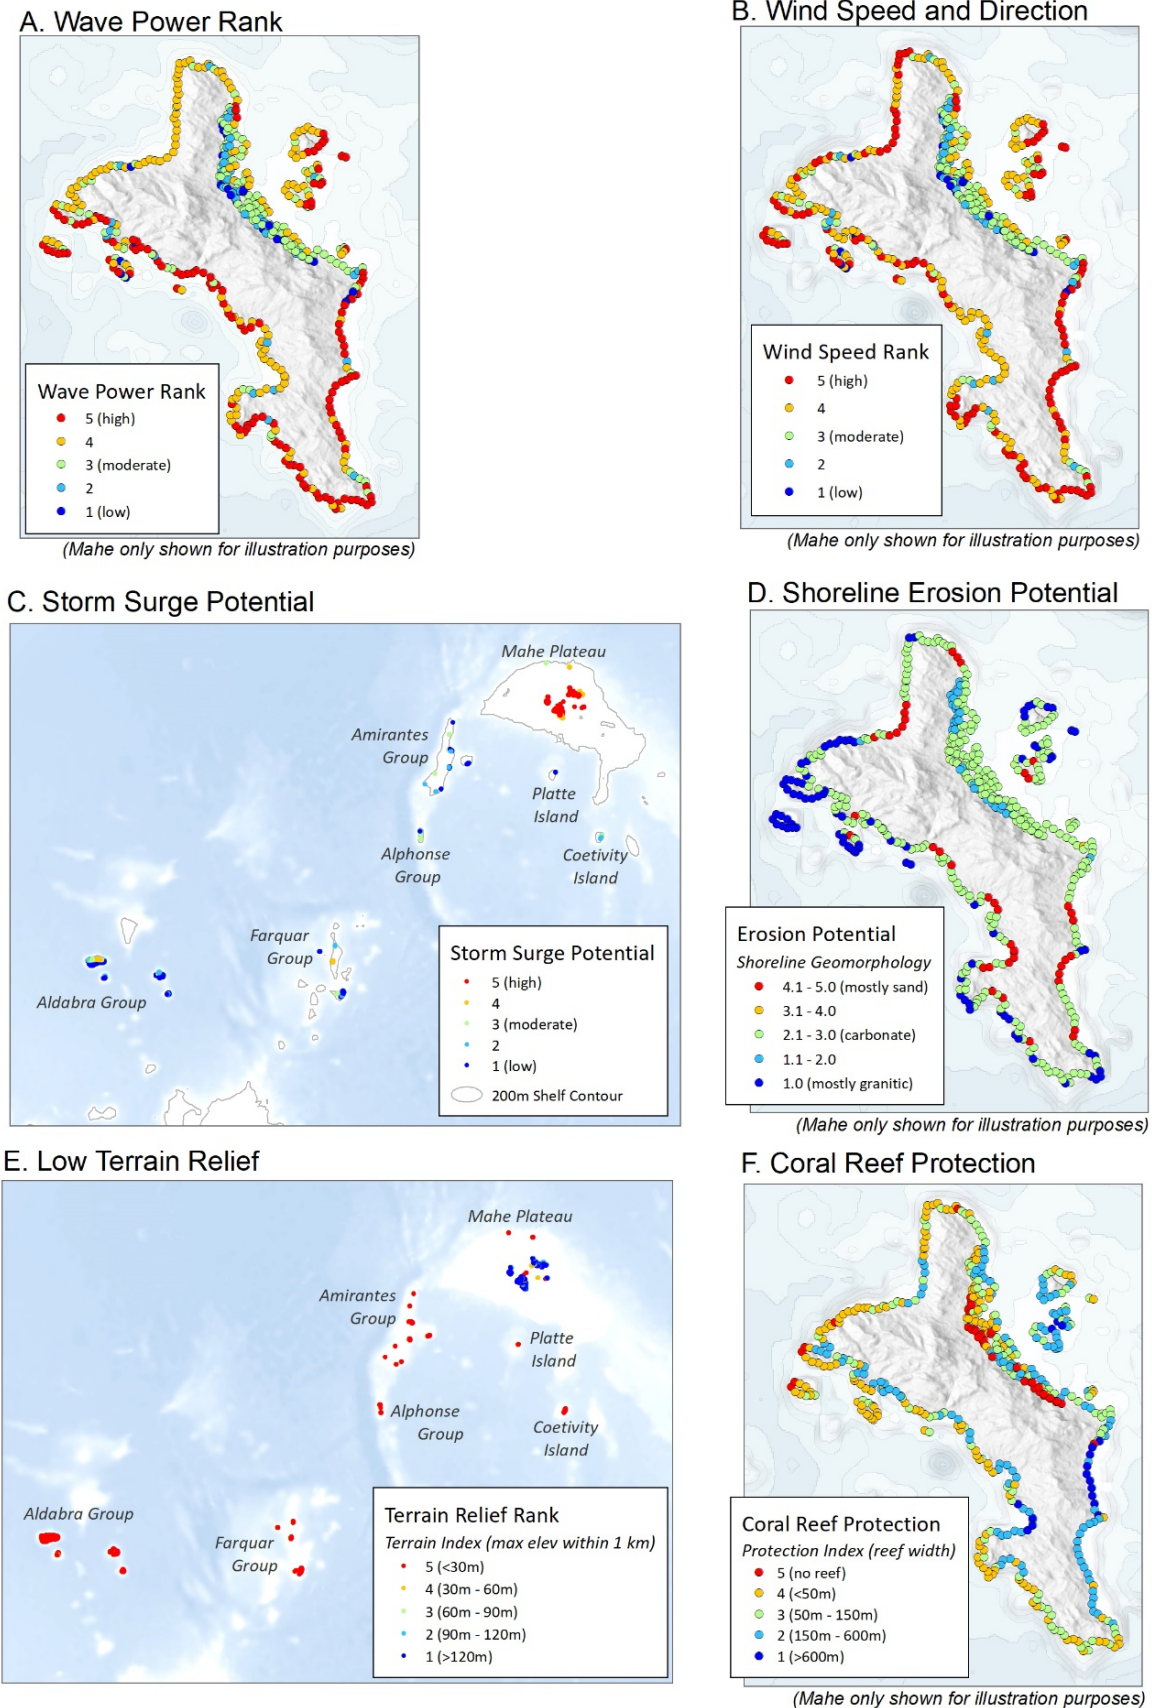 A. Wave Power Rank
Wave Power Rank
5 (high)
4
3 (moderate)
2
1 (low)
(Mahe only shown for illustration purposes)
B. Wind Speed and Direction
Wind Speed Rank
5 (high)
4
3 (moderate)
2
1 (low)
(Mahe only shown for illustration purposes)
C. Storm Surge Potential
Mahe Plateau
Amirantes
Group
Platte
Island
Alphonse
Group
Coetivity
Island
Farquar
Group
Aldabra Group
Storm Surge Potential
5 (high)
4
3 (moderate)
2
1 (low)
200m Shelf Contour
D. Shoreline Erosion Potential
Erosion Potential
Shoreline Geomorphology
4.1 - 5.0 (mostly sand)
3.1 - 4.0
2.1 - 3.0 (carbonate)
1.1 - 2.0
1.0 (mostly granitic)
(Mahe only shown for illustration purposes)
E. Low Terrain Relief
Mahe Plateau
Amirantes
Group
Platte
Island
Alphonse
Group
Coetivity
Island
Aldabra Group
Farquar
Group
Terrain Relief Rank
Terrain Index (max elev within 1 km)
5 (<30m)
4 (30m - 60m)
3 (60m - 90m)
2 (90m - 120m)
1 (>120m)
F. Coral Reef Protection
Coral Reef Protection
Protection Index (reef width)
5 (no reef)
4 (<50m)
3 (50m - 150m)
2 (150m - 600m)
1 (>600m)
(Mahe only shown for illustration purposes)